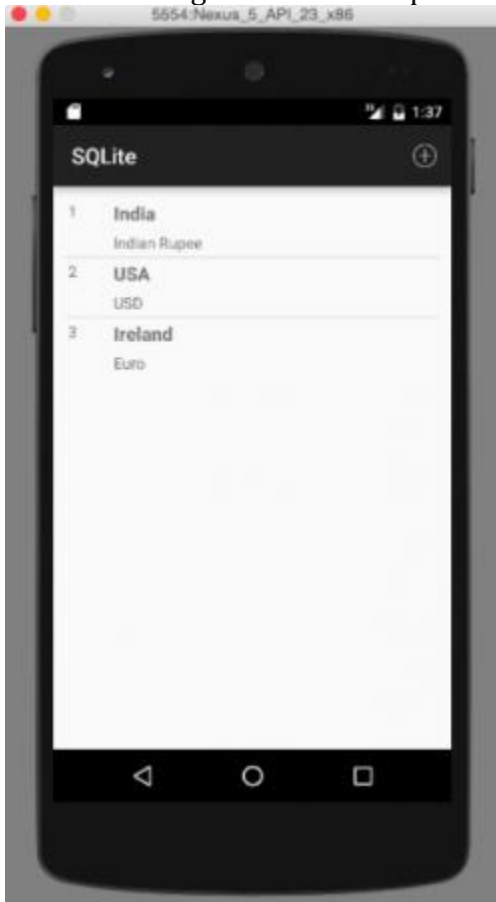 5554:Nexus_5_API_23_x86
1:37
SQLite
1 India
Indian Rupee
2 USA
USD
3 Ireland
Euro